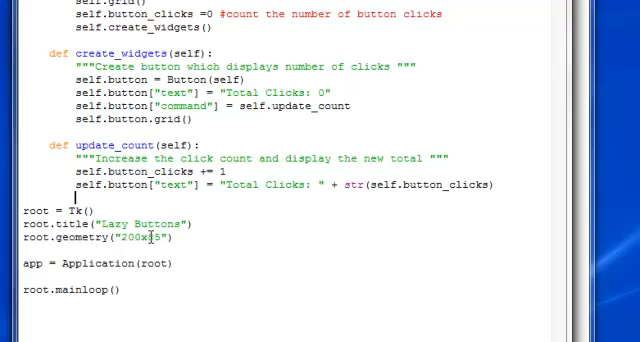 self.grid()
self.button_clicks =0 #count the number of button clicks
self.create_widgets()
def create_widgets(self):
"""Create button which displays number of clicks """
self.button = Button(self)
self.button["text"] = "Total Clicks: 0"
self.button["command"] = self.update_count
self.button.grid()
def update_count(self):
"""Increase the click count and display the new total """
self.button_clicks += 1
self.button["text"] = "Total Clicks: " + str(self.button_clicks)
root = Tk()
root.title("Lazy Buttons")
root.geometry("200x85")
app = Application(root)
root.mainloop()